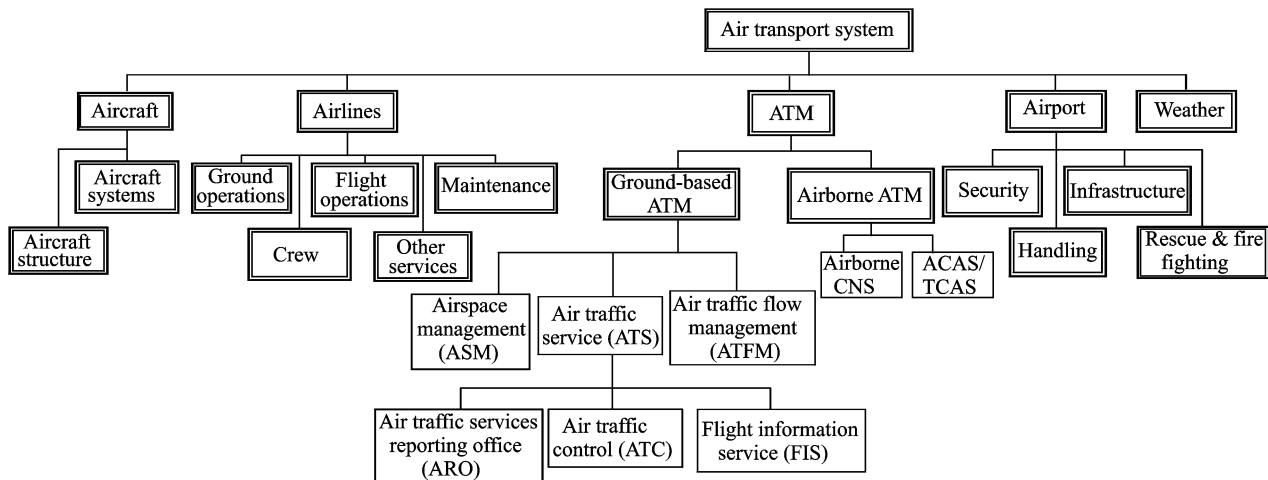 Air transport system
Aircraft
Airlines
ATM
Airport
Weather
Aircraft
systems
Ground
operations
Flight
operations
Maintenance
Ground-based
ATM
Airborne ATM
Security
Infrastructure
Aircraft
structure
Crew
Other
services
Handling
Rescue & fire
fighting
Airborne
CNS
ACAS/
TCAS
Airspace
management
(ASM)
Air traffic
service (ATS)
Air traffic flow
management
(ATFM)
Air traffic services
reporting office
(ARO)
Air traffic
control (ATC)
Flight information
service (FIS)